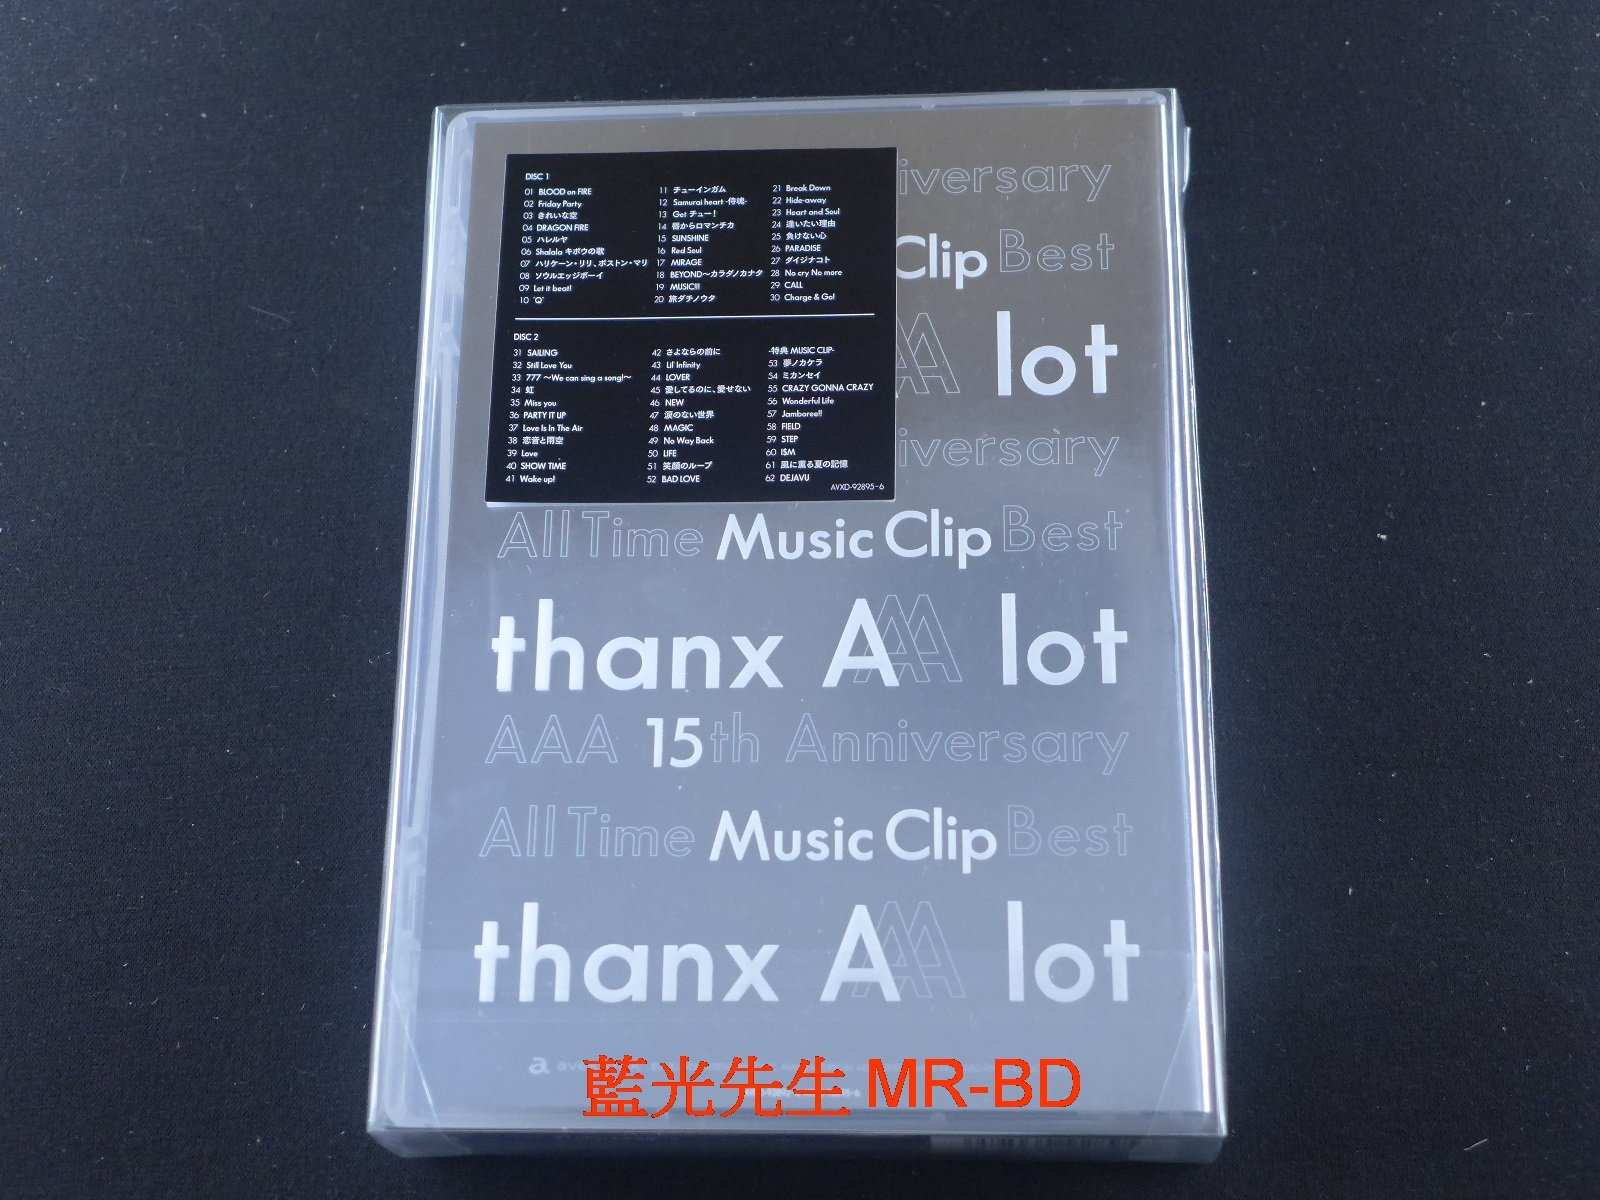 DISC 1
01 BLOOD on FIRE
02 Friday Party
03 きれいな空
04 DRAGON FIRE
05 ハレルヤ
06 Shalala キボウの歌
07 ハリケーン・リリ、ボストン・マリ
08 ソウルエッジボーイ
09 Let it beat!
10 "Q"
11 チューインガム
12 Samurai heart -侍魂-
13 Get チュー!
14 唇からロマンチカ
15 SUNSHINE
16 Red Soul
17 MIRAGE
18 BEYOND～カラダノカナタ
19 MUSIC!!!
20 旅ダチノウタ
21 Break Down
22 Hide-away
23 Heart and Soul
24 逢いたい理由
25 負けない心
26 PARADISE
27 ダイジナコト
28 No cry No more
29 CALL
30 Charge & Go!
DISC 2
31 SAILING
32 Still Love You
33 777 ～We can sing a song!～
34 虹
35 Miss you
36 PARTY IT UP
37 Love Is In The Air
38 恋音と雨空
39 Love
40 SHOW TIME
41 Wake up!
42 さよならの前に
43 Lil' Infinity
44 LOVER
45 愛してるのに、愛せない
46 NEW
47 涙のない世界
48 MAGIC
49 No Way Back
50 LIFE
51 笑顔のループ
52 BAD LOVE
-特典 MUSIC CLIP-
53 夢ノカケラ
54 ミカンセイ
55 CRAZY GONNA CRAZY
56 Wonderful Life
57 Jamboree!!
58 FIELD
59 STEP
60 ISM
61 風に薫る夏の記憶
62 DEJAVU
AVXD-92895~6
iversary
Clip Best
AA lot
iversary
All Time Music Clip Best
thanx AAA lot
AAA 15th Anniversary
All Time Music Clip Best
thanx AAA lot
藍光先生 MR-BD